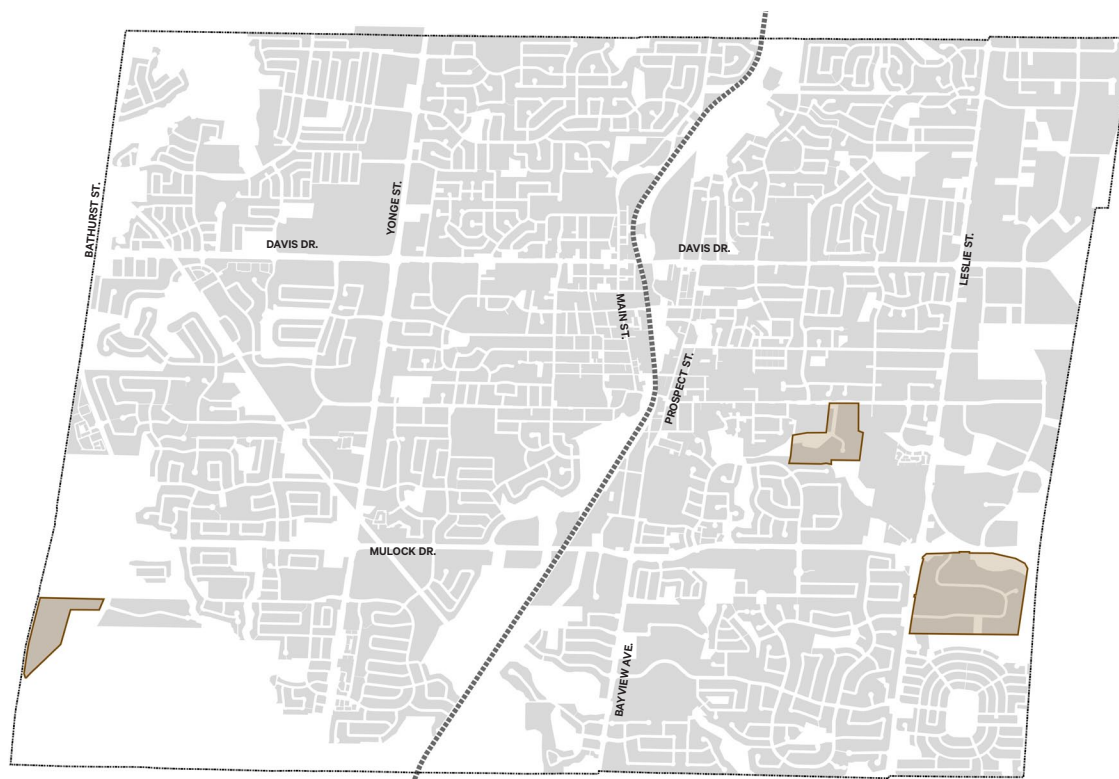 BATHURST ST.
YONGE ST.
DAVIS DR.
DAVIS DR.
LESLIE ST.
MAIN ST.
PROSPECT ST.
MULOCK DR.
BAYVIEW AVE.